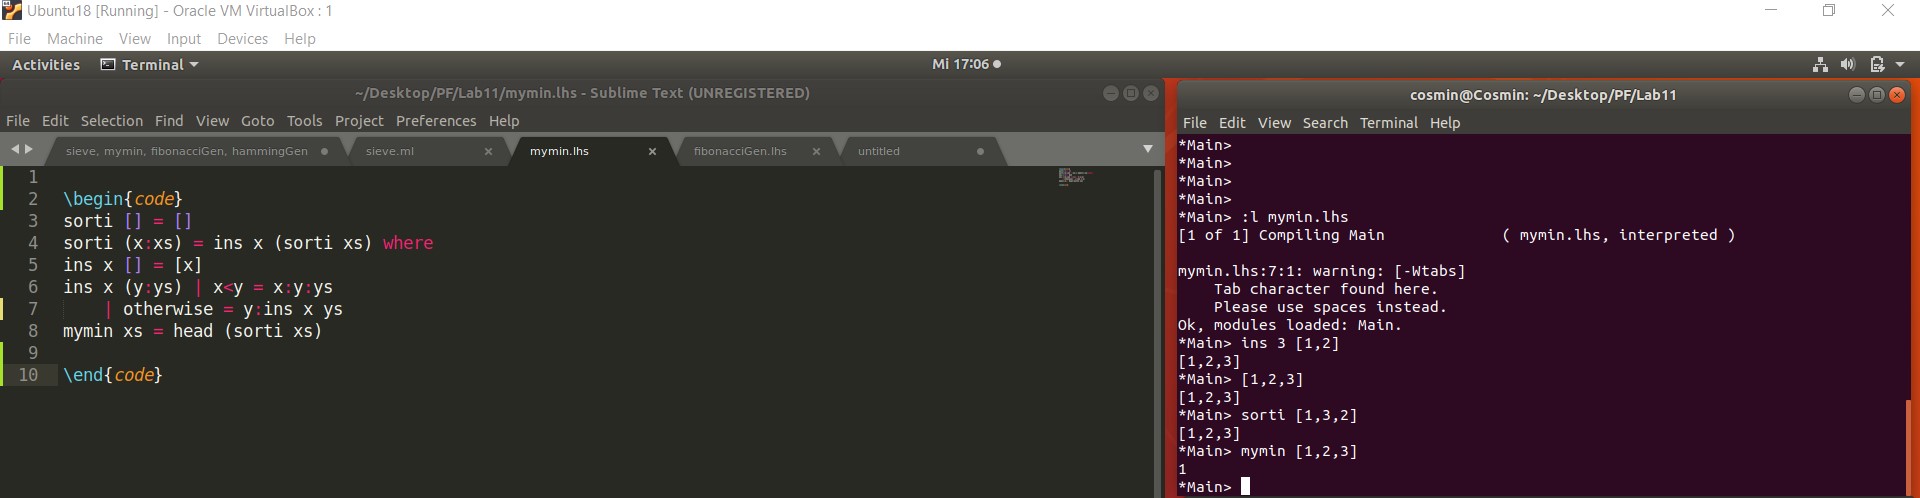 Ubuntu18 [Running] - Oracle VM VirtualBox : 1
File Machine View Input Devices Help
Activities Terminal Mi 17:06
~/Desktop/PF/Lab11/mymin.lhs - Sublime Text (UNREGISTERED)
File Edit Selection Find View Goto Tools Project Preferences Help
sieve, mymin, fibonacciGen, hammingGen sieve.ml mymin.lhs fibonacciGen.lhs untitled
1
2 \begin{code}
3 sorti [] = []
4 sorti (x:xs) = ins x (sorti xs) where
5 ins x [] = [x]
6 ins x (y:ys) | x<y = x:y:ys
7 | otherwise = y:ins x ys
8 mymin xs = head (sorti xs)
9
10 \end{code}
cosmin@Cosmin: ~/Desktop/PF/Lab11
File Edit View Search Terminal Help
*Main>
*Main>
*Main>
*Main>
*Main> :l mymin.lhs
[1 of 1] Compiling Main ( mymin.lhs, interpreted )
mymin.lhs:7:1: warning: [-Wtabs]
Tab character found here.
Please use spaces instead.
Ok, modules loaded: Main.
*Main> ins 3 [1,2]
[1,2,3]
*Main> [1,2,3]
[1,2,3]
*Main> sorti [1,3,2]
[1,2,3]
*Main> mymin [1,2,3]
1
*Main>